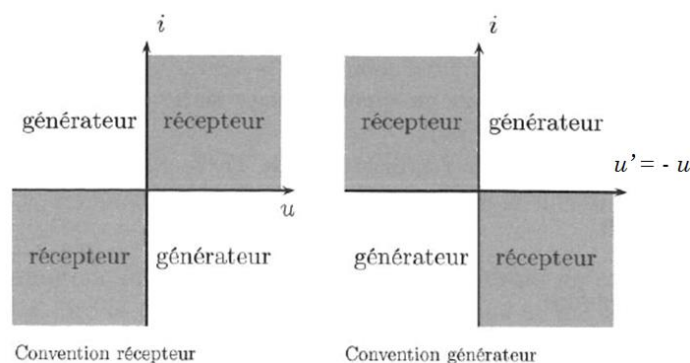 i
générateur récepteur
u
récepteur générateur
Convention récepteur
i
récepteur générateur
u' = - u
générateur récepteur
Convention générateur